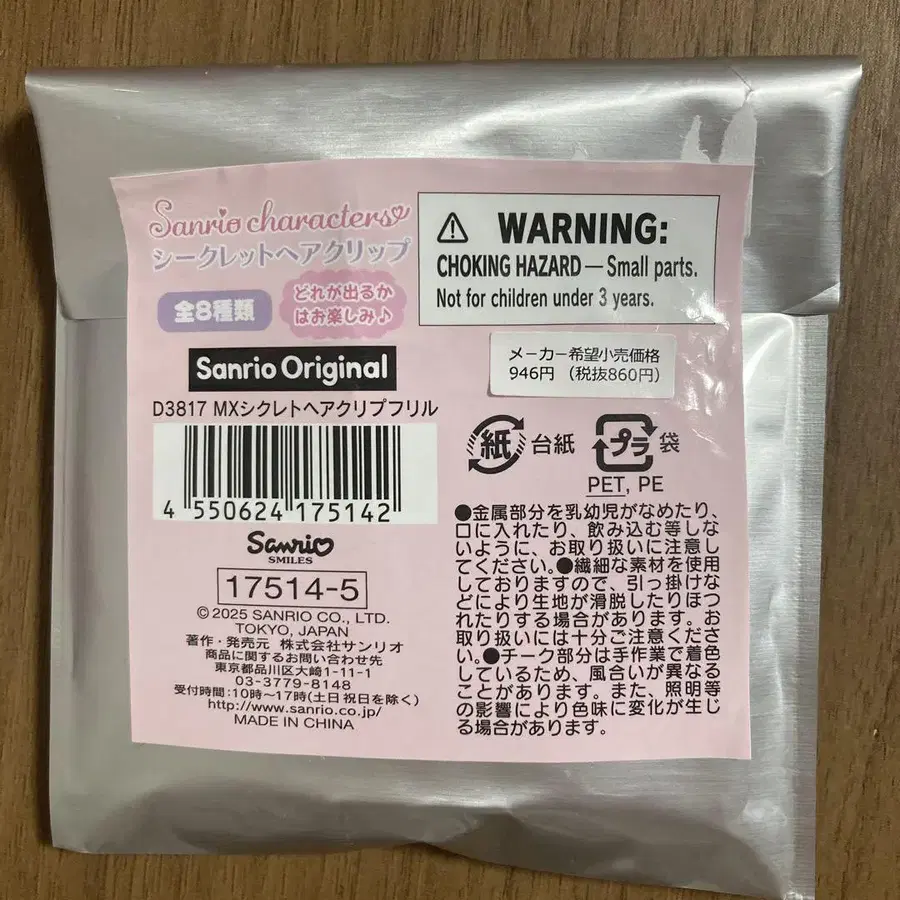 Sanrio characters
シークレットヘアクリップ
全8種類
どれが出るか
はお楽しみ♪
⚠ WARNING:
CHOKING HAZARD — Small parts.
Not for children under 3 years.
Sanrio Original
メーカー希望小売価格
946円 (税抜860円)
D3817 MXシクレトヘアクリプフリル
4 550624 175142
紙 台紙
プラ 袋
PET, PE
Sanrio
SMILES
17514-5
© 2025 SANRIO CO., LTD.
TOKYO, JAPAN
著作・発売元 株式会社サンリオ
商品に関するお問い合わせ先
東京都品川区大崎1-11-1
03-3779-8148
受付時間:10時~17時(土日祝日を除く)
http://www.sanrio.co.jp/
MADE IN CHINA
●金属部分を乳幼児がなめたり、
口に入れたり、飲み込む等しな
いように、お取り扱いに注意し
てください。●繊細な素材を使用
しておりますので、引っ掛けな
どにより生地が滑脱したりほつ
れたりする場合があります。お
取り扱いには十分ご注意くださ
い。●チーク部分は手作業で着色
しているため、風合いが異なる
ことがあります。また、照明等
の影響により色味に変化が生じ
る場合があります。